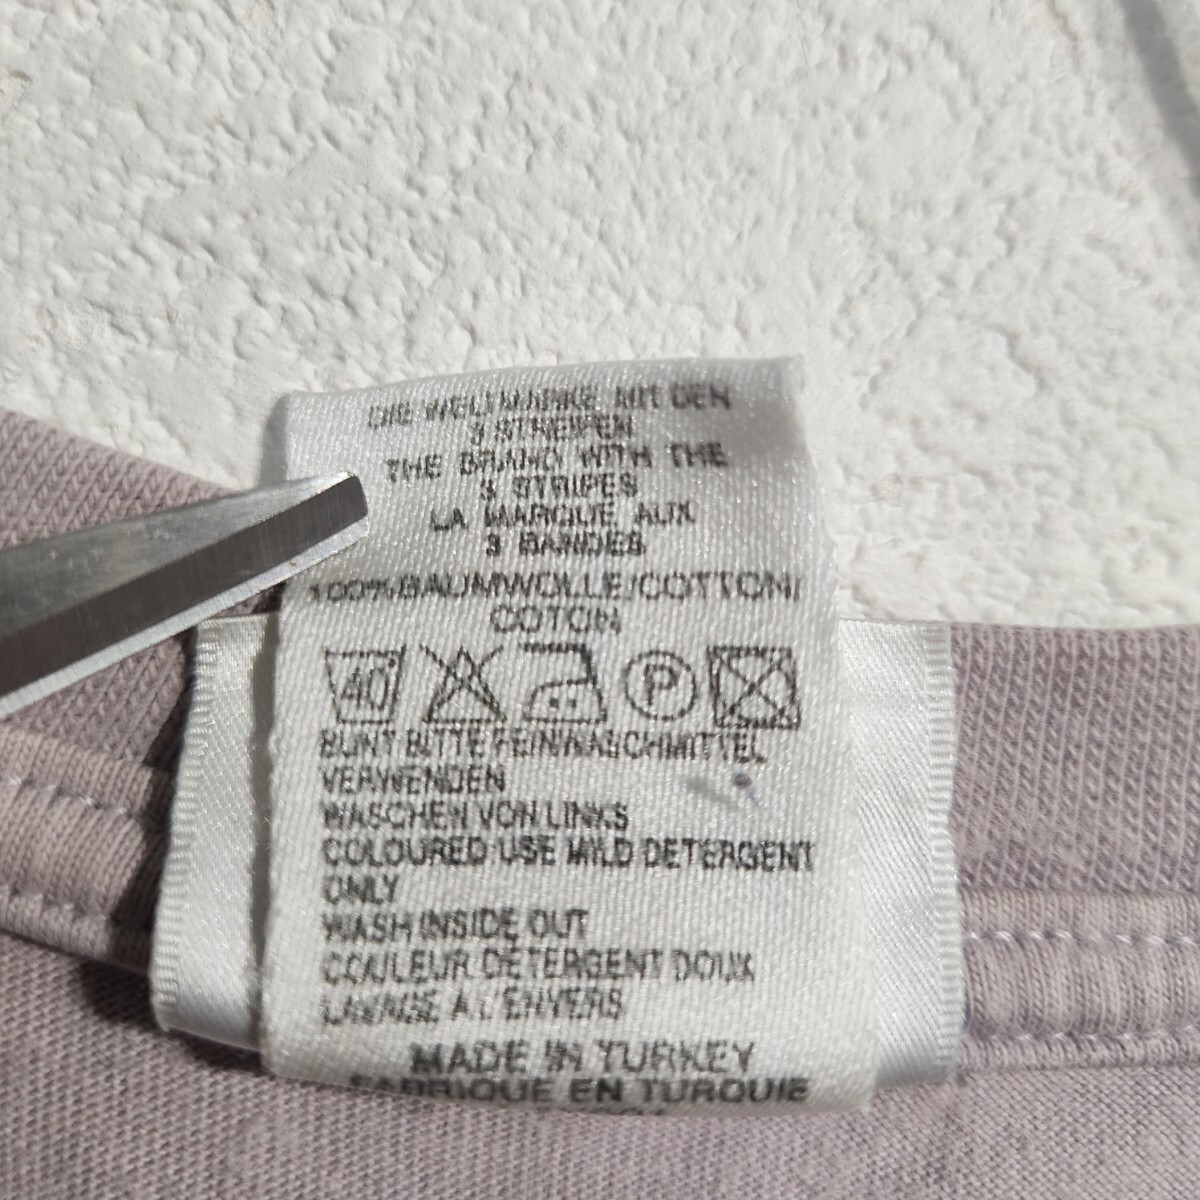 DIE WELTMARKE MIT DEN
3 STREIFEN
THE BRAND WITH THE
3 STRIPES
LA MARQUE AUX
3 BANDES
100%BAUMWOLLE/COTTON/
COTON
40 P
BUNT BITTE FEINWASCHMITTEL
VERWENDEN
WASCHEN VON LINKS
COLOURED USE MILD DETERGENT
ONLY
WASH INSIDE OUT
COULEUR DETERGENT DOUX
LAVAGE A L'ENVERS
MADE IN TURKEY
FABRIQUE EN TURQUIE